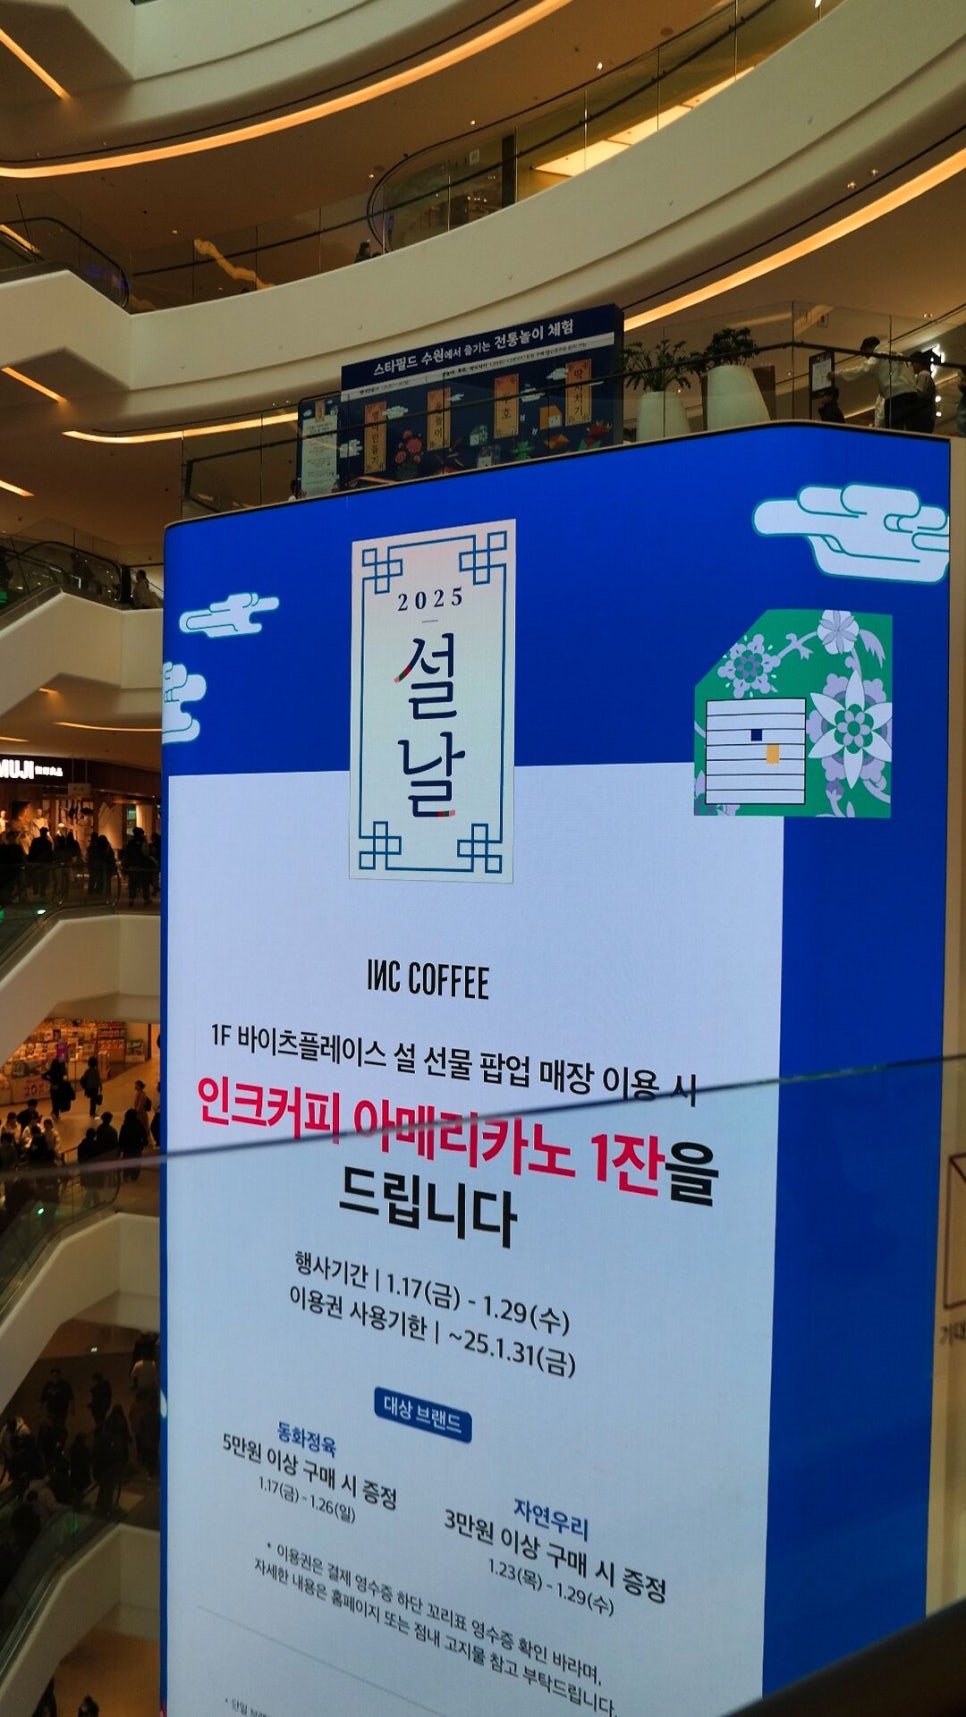 스타필드 수원에서 즐기는 전통놀이 체험
2025
설
날
MUJI 無印良品
INC COFFEE
1F 바이츠플레이스 설 선물 팝업 매장 이용 시
인크커피 아메리카노 1잔을
드립니다
행사기간 | 1.17(금) - 1.29(수)
이용권 사용기한 | ~25.1.31(금)
대상 브랜드
동화정육
5만원 이상 구매 시 증정
1.17(금) - 1.26(일)
자연우리
3만원 이상 구매 시 증정
1.23(목) - 1.29(수)
* 이용권은 결제 영수증 하단 꼬리표 영수증 확인 바라며,
자세한 내용은 홈페이지 또는 점내 고지물 참고 부탁드립니다.